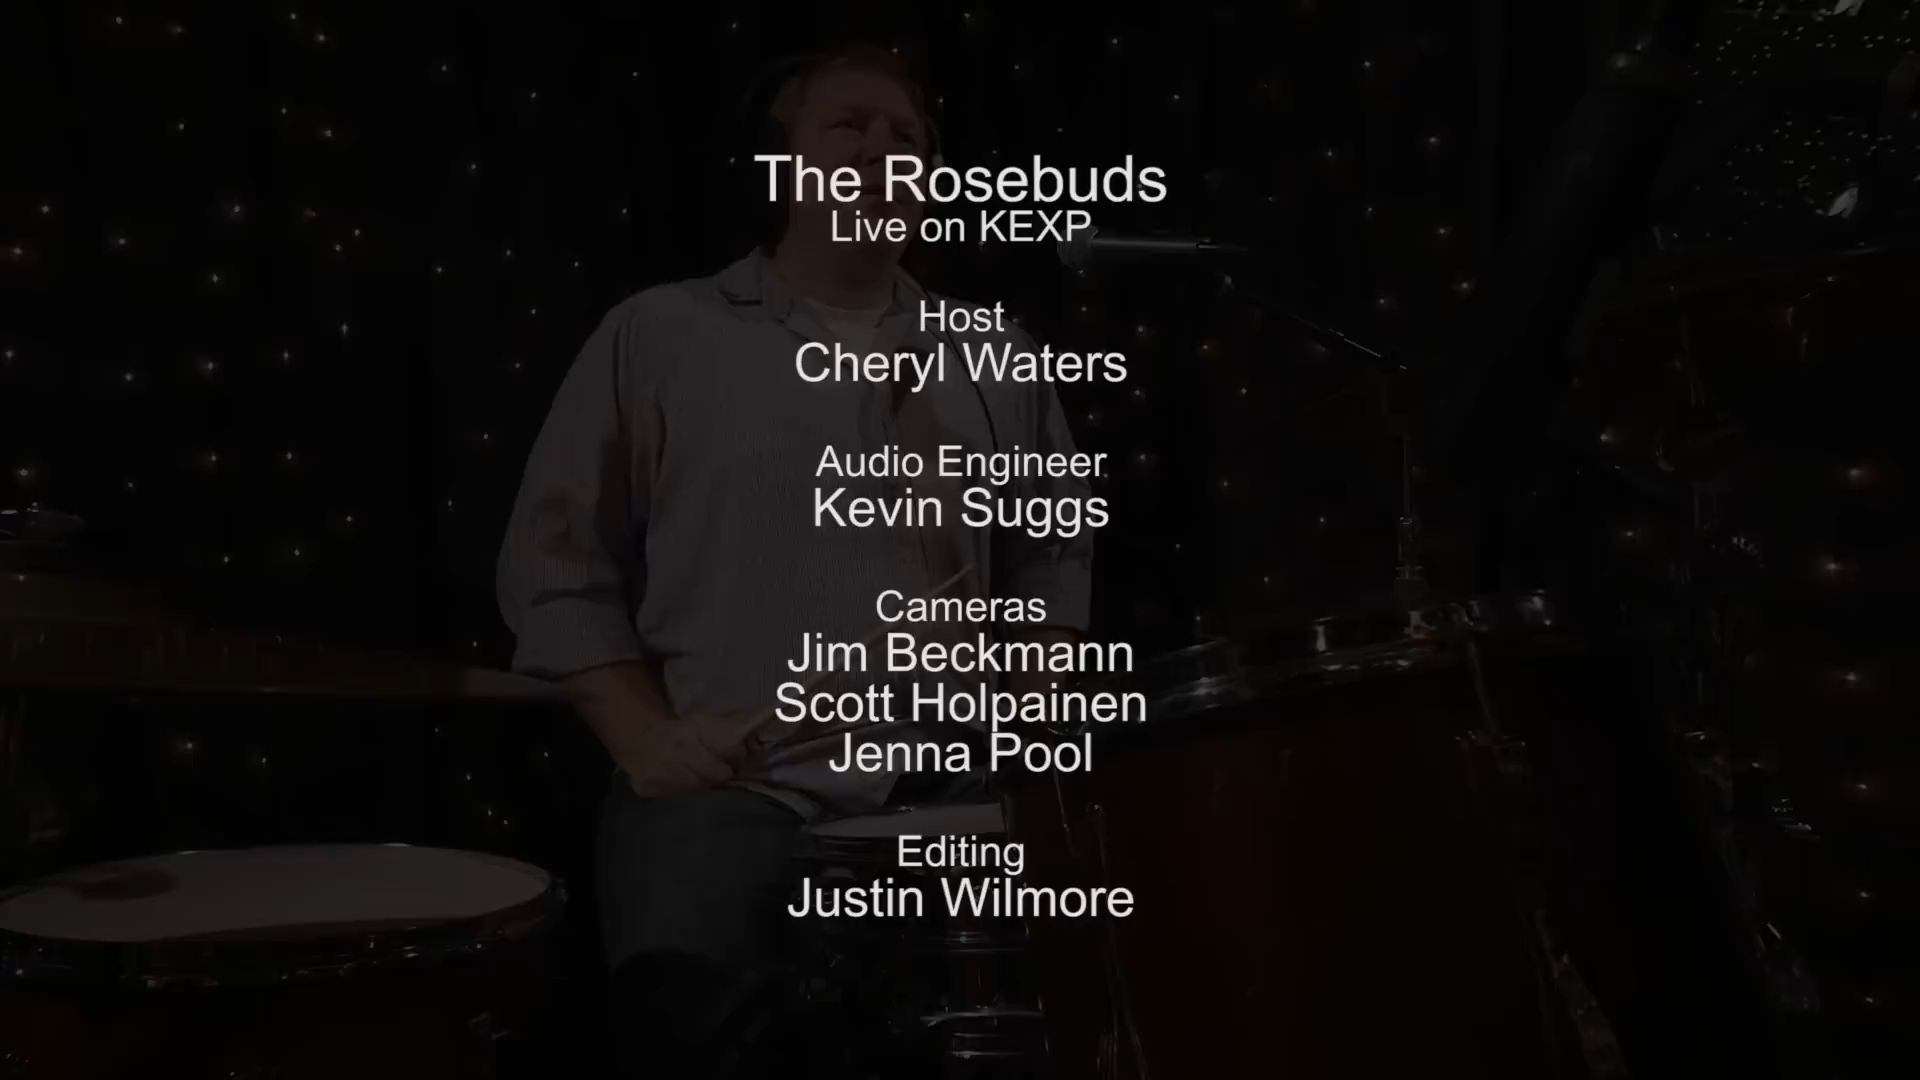 The Rosebuds
Live on KEXP
Host
Cheryl Waters
Audio Engineer
Kevin Suggs
Cameras
Jim Beckmann
Scott Holpainen
Jenna Pool
Editing
Justin Wilmore